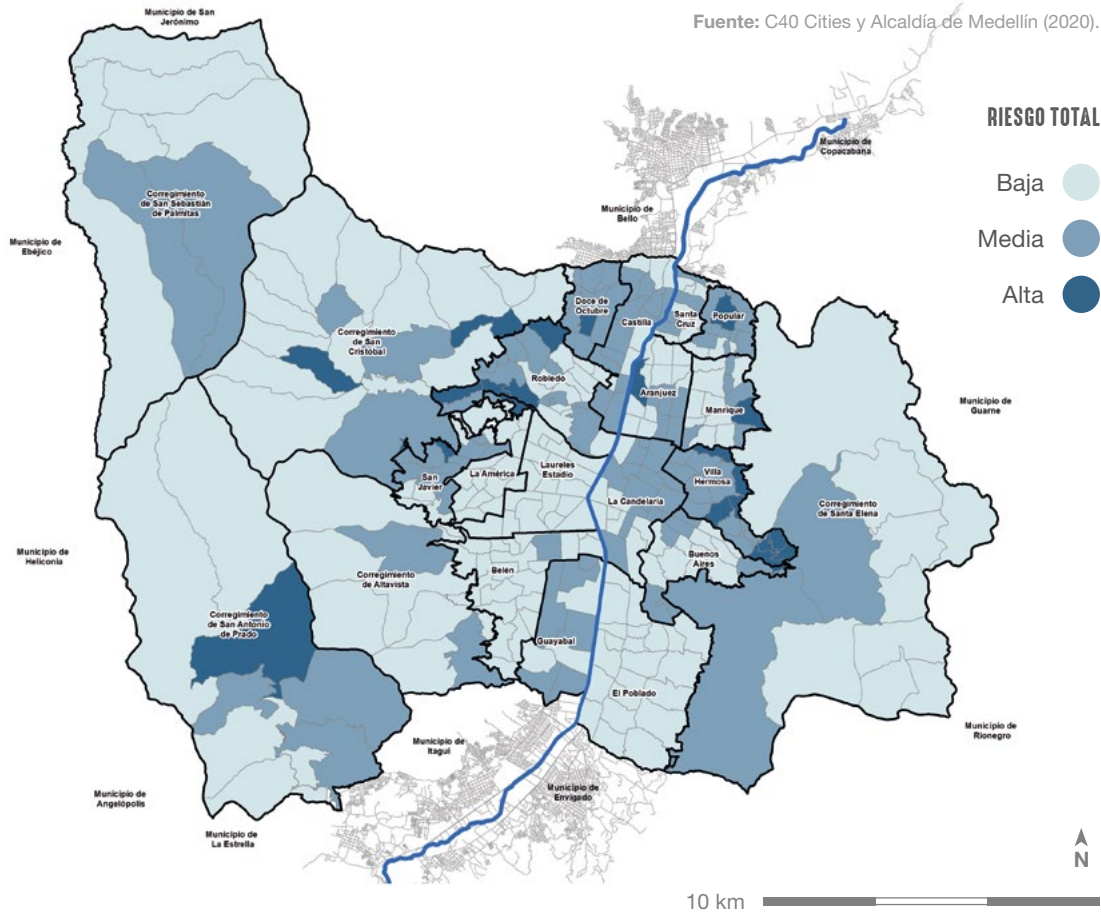 Municipio de San
Jerónimo
Fuente: C40 Cities y Alcaldía de Medellín (2020).
RIESGO TOTAL
Baja
Media
Alta
Municipio de
Copacabana
Corregimiento
de San Sebastián
de Palmitas
Municipio de
Bello
Municipio de
Ebéjico
Doce de
Octubre
Castilla
Santa
Cruz
Popular
Corregimiento
de San
Cristóbal
Robledo
Aranjuez
Manrique
Municipio de
Guarne
San
Javier
La América
Laureles
Estadio
Villa
Hermosa
La Candelaria
Corregimiento
de Santa Elena
Municipio de
Heliconia
Corregimiento
de Altavista
Belén
Buenos
Aires
Corregimiento
de San Antonio
de Prado
Guayabal
El Poblado
Municipio de
Rionegro
Municipio de
Itagui
Municipio de
Envigado
Municipio de
Angelópolis
Municipio de
La Estrella
N
10 km